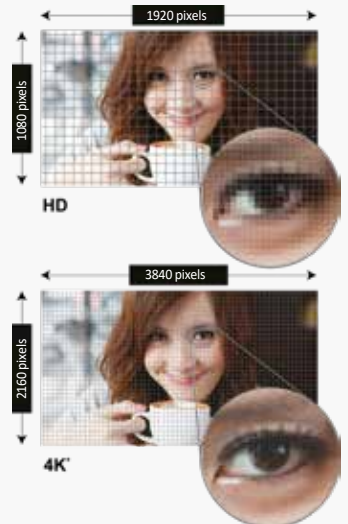 1920 pixels
1080 pixels
HD
3840 pixels
2160 pixels
4K*